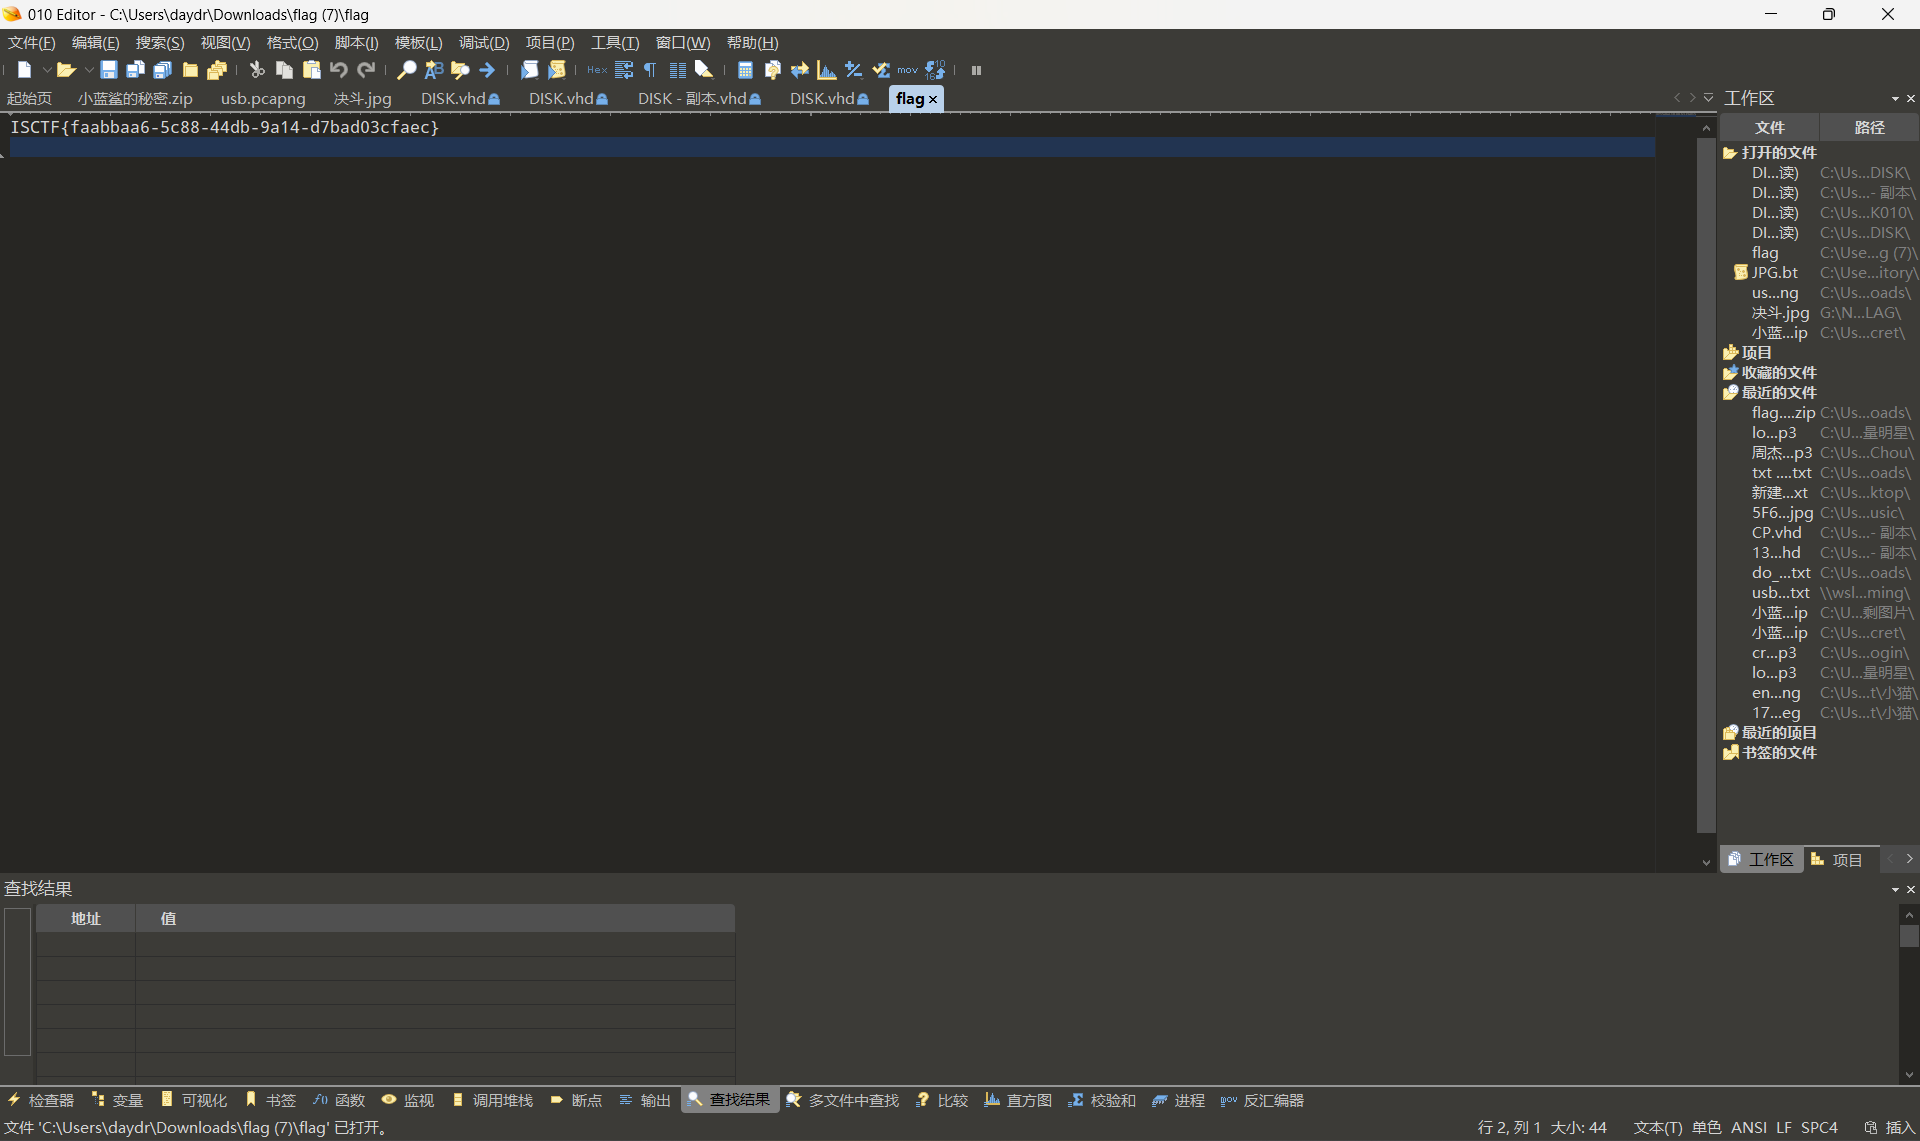 010 Editor - C:\Users\daydr\Downloads\flag (7)\flag
文件(F) 编辑(E) 搜索(S) 视图(V) 格式(O) 脚本(I) 模板(L) 调试(D) 项目(P) 工具(T) 窗口(W) 帮助(H)
Hex mov
起始页 小蓝鲨的秘密.zip usb.pcapng 决斗.jpg DISK.vhd DISK.vhd DISK - 副本.vhd DISK.vhd flag
ISCTF{faabbaa6-5c88-44db-9a14-d7bad03cfaec}
工作区
文件 路径
打开的文件
DI...读) C:\Us...DISK\
DI...读) C:\Us...- 副本\
DI...读) C:\Us...K010\
DI...读) C:\Us...DISK\
flag C:\Use...g (7)\
JPG.bt C:\Use...itory\
us...ng C:\Us...oads\
决斗.jpg G:\N...LAG\
小蓝...ip C:\Us...cret\
项目
收藏的文件
最近的文件
flag....zip C:\Us...oads\
lo...p3 C:\U...量明星\
周杰...p3 C:\Us...Chou\
txt ....txt C:\Us...oads\
新建...xt C:\Us...ktop\
5F6...jpg C:\Us...usic\
CP.vhd C:\Us...- 副本\
13...hd C:\Us...- 副本\
do_...txt C:\Us...oads\
usb...txt \\wsl...ming\
小蓝...ip C:\U...剩图片\
小蓝...ip C:\Us...cret\
cr...p3 C:\Us...ogin\
lo...p3 C:\U...量明星\
en...ng C:\Us...t\小猫\
17...eg C:\Us...t\小猫\
最近的项目
书签的文件
工作区 项目
查找结果
地址 值
检查器 变量 可视化 书签 函数 监视 调用堆栈 断点 输出 查找结果 多文件中查找 比较 直方图 校验和 进程 反汇编器
文件 'C:\Users\daydr\Downloads\flag (7)\flag' 已打开。 行 2, 列 1 大小: 44 文本(T) 单色 ANSI LF SPC4 插入